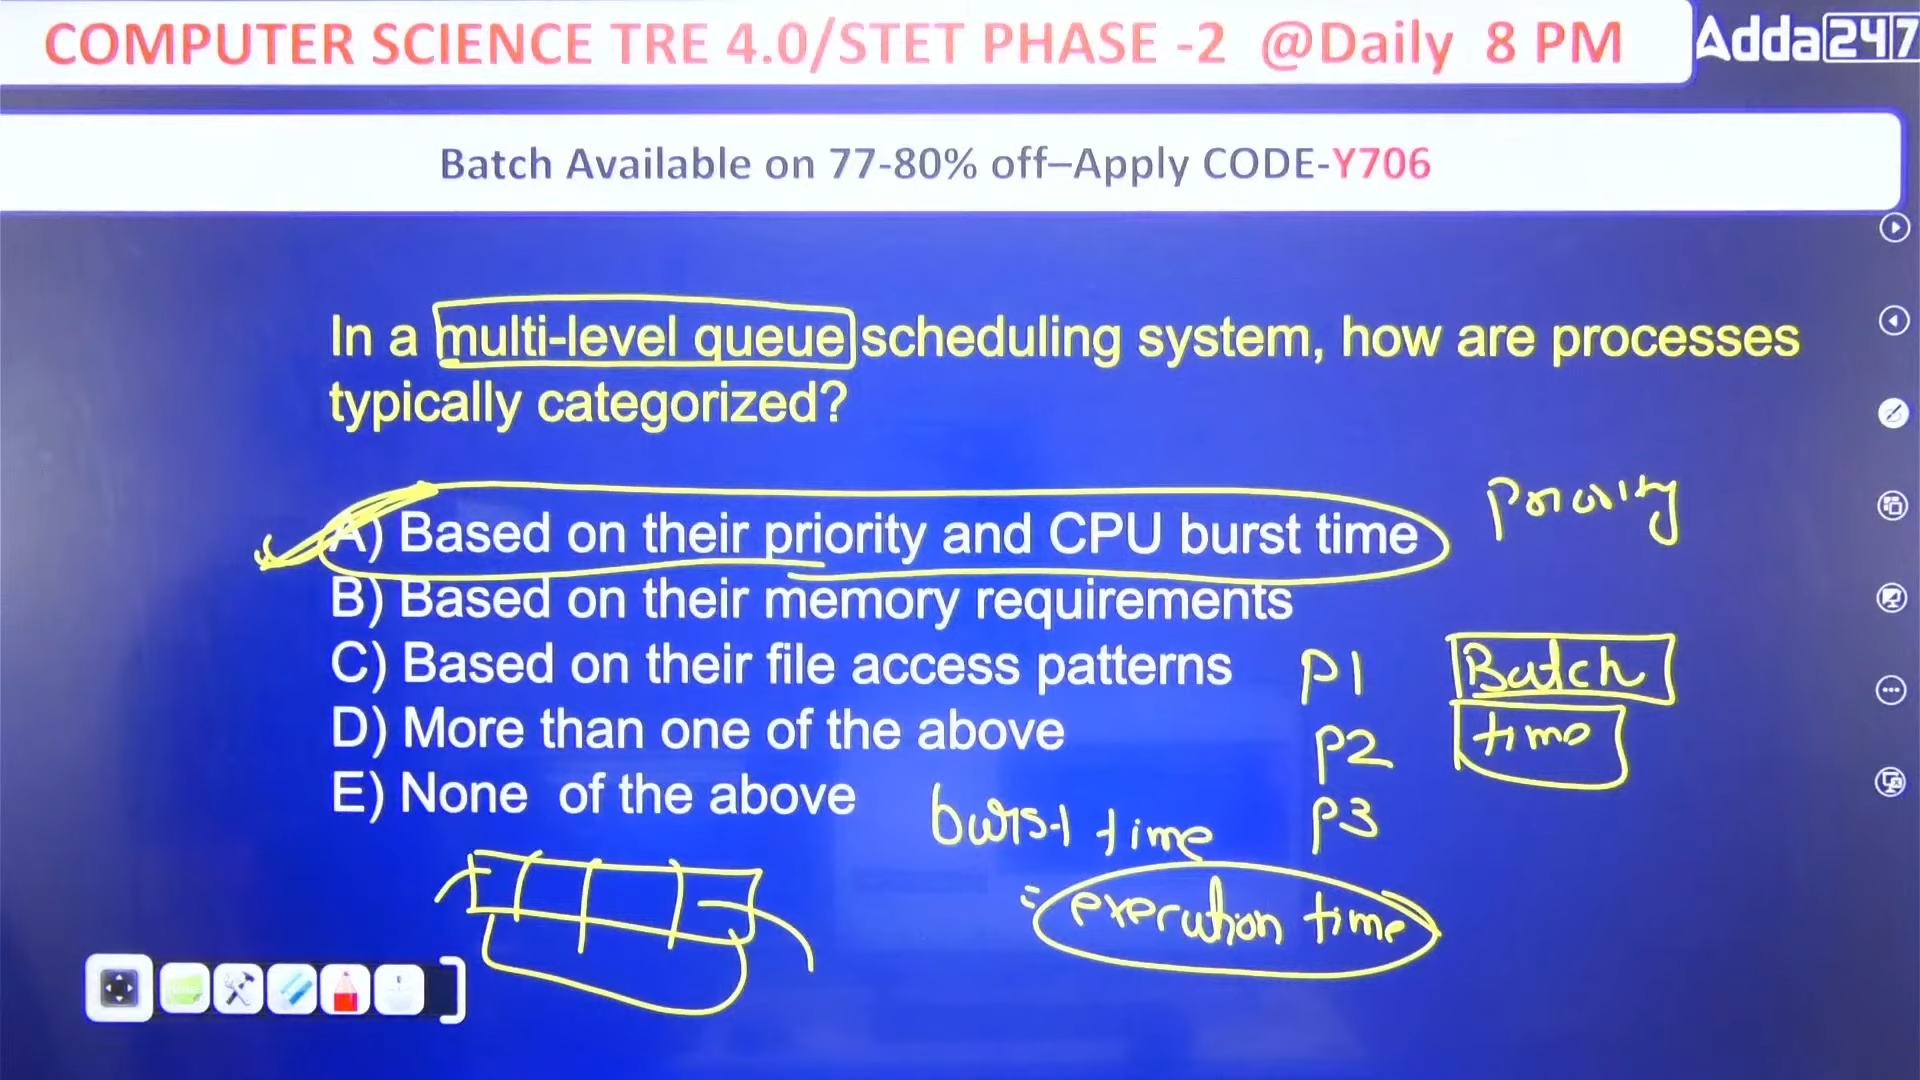 COMPUTER SCIENCE TRE 4.0/STET PHASE -2 @Daily 8 PM
Adda247
Batch Available on 77-80% off–Apply CODE-Y706
In a multi-level queue scheduling system, how are processes
typically categorized?
A) Based on their priority and CPU burst time
Priority
B) Based on their memory requirements
C) Based on their file access patterns
P1
Batch
D) More than one of the above
P2
time
E) None of the above
burst time
P3
= execution time